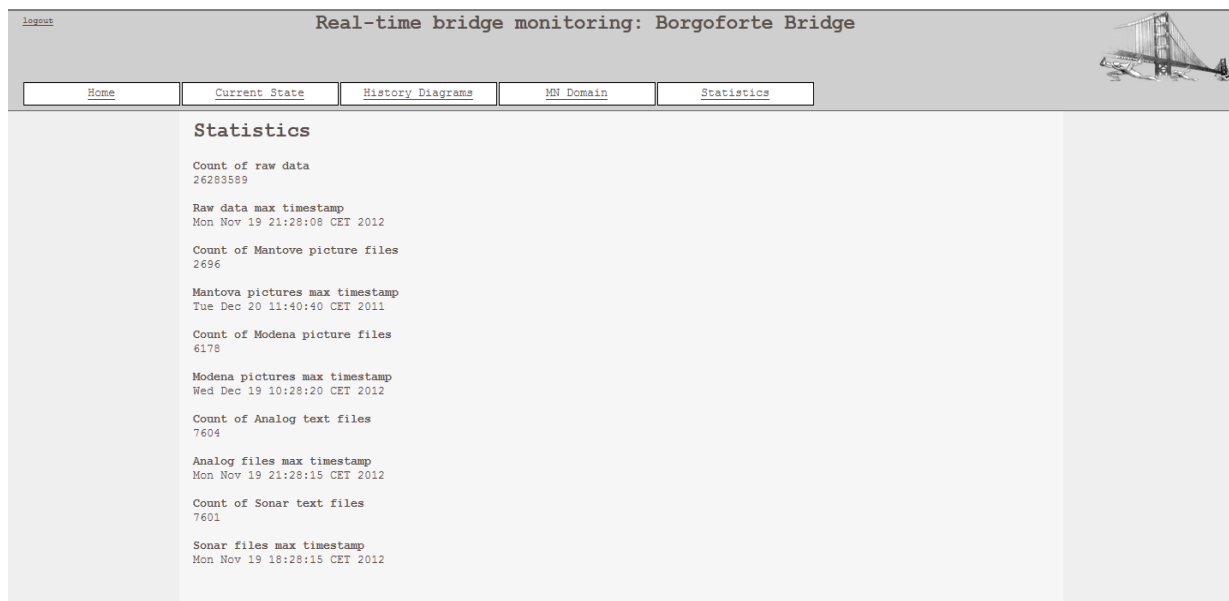 logout
Real-time bridge monitoring: Borgoforte Bridge
Home
Current State
History Diagrams
MN Domain
Statistics
Statistics
Count of raw data
26283589
Raw data max timestamp
Mon Nov 19 21:28:08 CET 2012
Count of Mantove picture files
2696
Mantova pictures max timestamp
Tue Dec 20 11:40:40 CET 2011
Count of Modena picture files
6178
Modena pictures max timestamp
Wed Dec 19 10:28:20 CET 2012
Count of Analog text files
7604
Analog files max timestamp
Mon Nov 19 21:28:15 CET 2012
Count of Sonar text files
7601
Sonar files max timestamp
Mon Nov 19 18:28:15 CET 2012